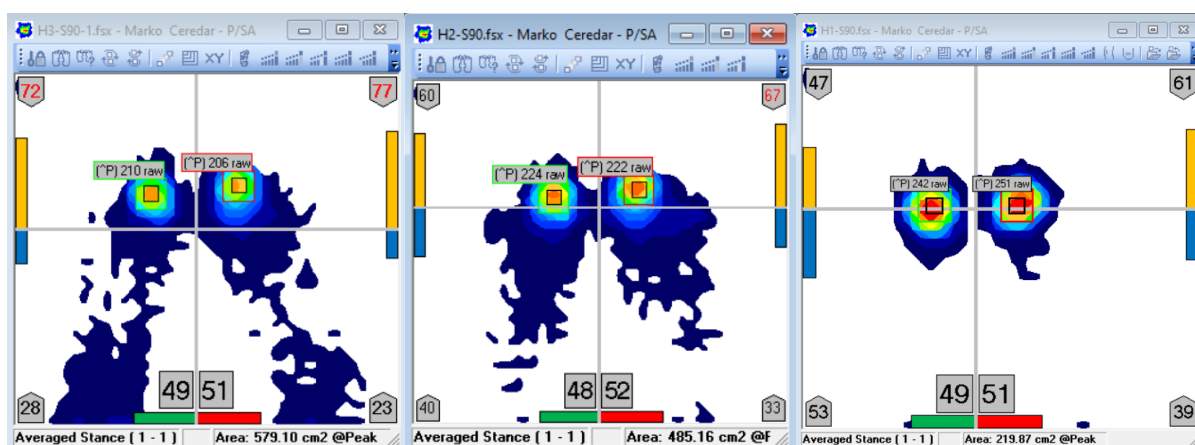 H3-S90-1.fsx - Marko Ceredar - P/SA
XY
72
77
(^P) 210 raw
(^P) 206 raw
49
51
28
23
Averaged Stance ( 1 - 1 )
Area: 579.10 cm2 @Peak
H2-S90.fsx - Marko Ceredar - P/SA
XY
60
67
(^P) 224 raw
(^P) 222 raw
48
52
40
33
Averaged Stance ( 1 - 1 )
Area: 485.16 cm2 @F
H1-S90.fsx - Marko Ceredar - P/SA
XY
47
61
(^P) 242 raw
(^P) 251 raw
49
51
53
39
Averaged Stance ( 1 - 1 )
Area: 219.87 cm2 @Peak